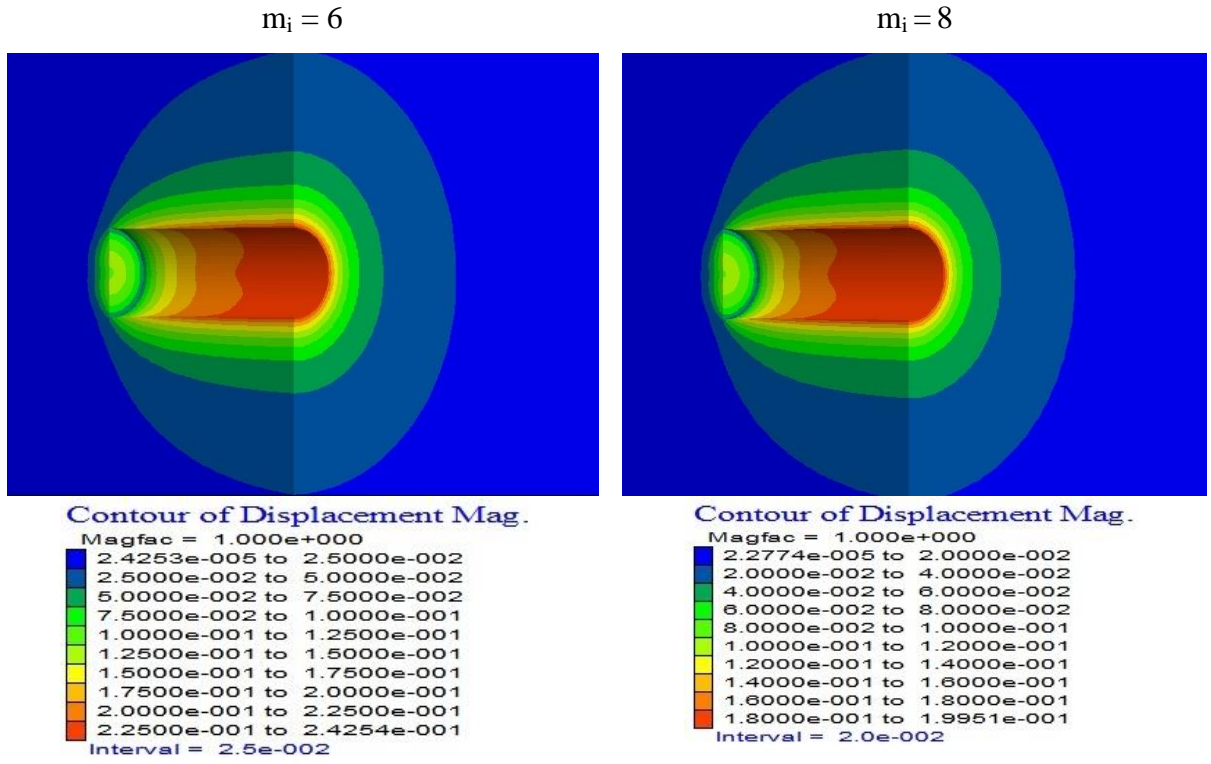 mi = 6
mi = 8
Contour of Displacement Mag.
Magfac = 1.000e+000
2.4253e-005 to 2.5000e-002
2.5000e-002 to 5.0000e-002
5.0000e-002 to 7.5000e-002
7.5000e-002 to 1.0000e-001
1.0000e-001 to 1.2500e-001
1.2500e-001 to 1.5000e-001
1.5000e-001 to 1.7500e-001
1.7500e-001 to 2.0000e-001
2.0000e-001 to 2.2500e-001
2.2500e-001 to 2.4254e-001
Interval = 2.5e-002
Contour of Displacement Mag.
Magfac = 1.000e+000
2.2774e-005 to 2.0000e-002
2.0000e-002 to 4.0000e-002
4.0000e-002 to 6.0000e-002
6.0000e-002 to 8.0000e-002
8.0000e-002 to 1.0000e-001
1.0000e-001 to 1.2000e-001
1.2000e-001 to 1.4000e-001
1.4000e-001 to 1.6000e-001
1.6000e-001 to 1.8000e-001
1.8000e-001 to 1.9951e-001
Interval = 2.0e-002